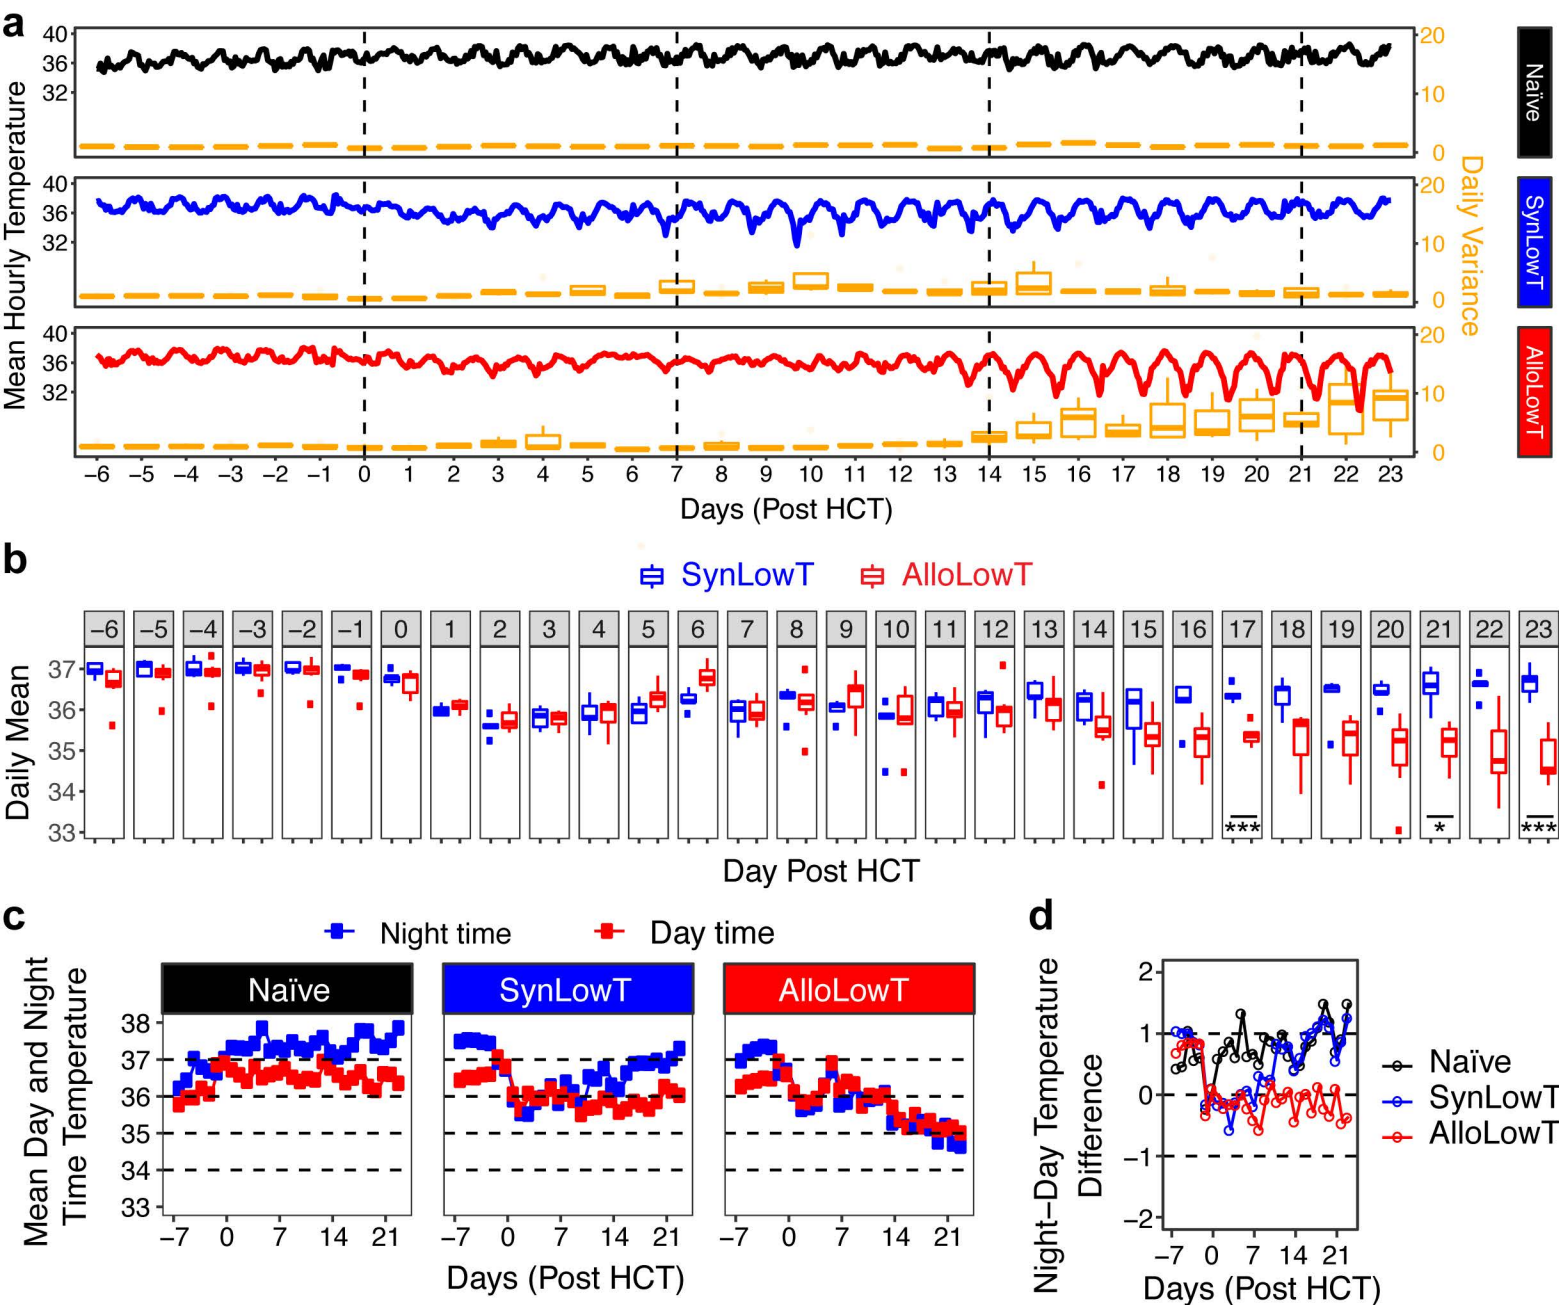 a
Mean Hourly Temperature
40
36
32
20
10
0
Naïve
40
36
32
20
10
0
SynLowT
Daily Variance
40
36
32
20
10
0
AlloLowT
−6 −5 −4 −3 −2 −1 0 1 2 3 4 5 6 7 8 9 10 11 12 13 14 15 16 17 18 19 20 21 22 23
Days (Post HCT)
b
SynLowT AlloLowT
−6 −5 −4 −3 −2 −1 0 1 2 3 4 5 6 7 8 9 10 11 12 13 14 15 16 17 18 19 20 21 22 23
Daily Mean
37
36
35
34
33
*** * ***
Day Post HCT
c
Night time Day time
Mean Day and Night
Time Temperature
Naïve SynLowT AlloLowT
38
37
36
35
34
33
−7 0 7 14 21 −7 0 7 14 21 −7 0 7 14 21
Days (Post HCT)
d
Night−Day Temperature
Difference
2
1
0
−1
−2
−7 0 7 14 21
Days (Post HCT)
Naïve
SynLowT
AlloLowT